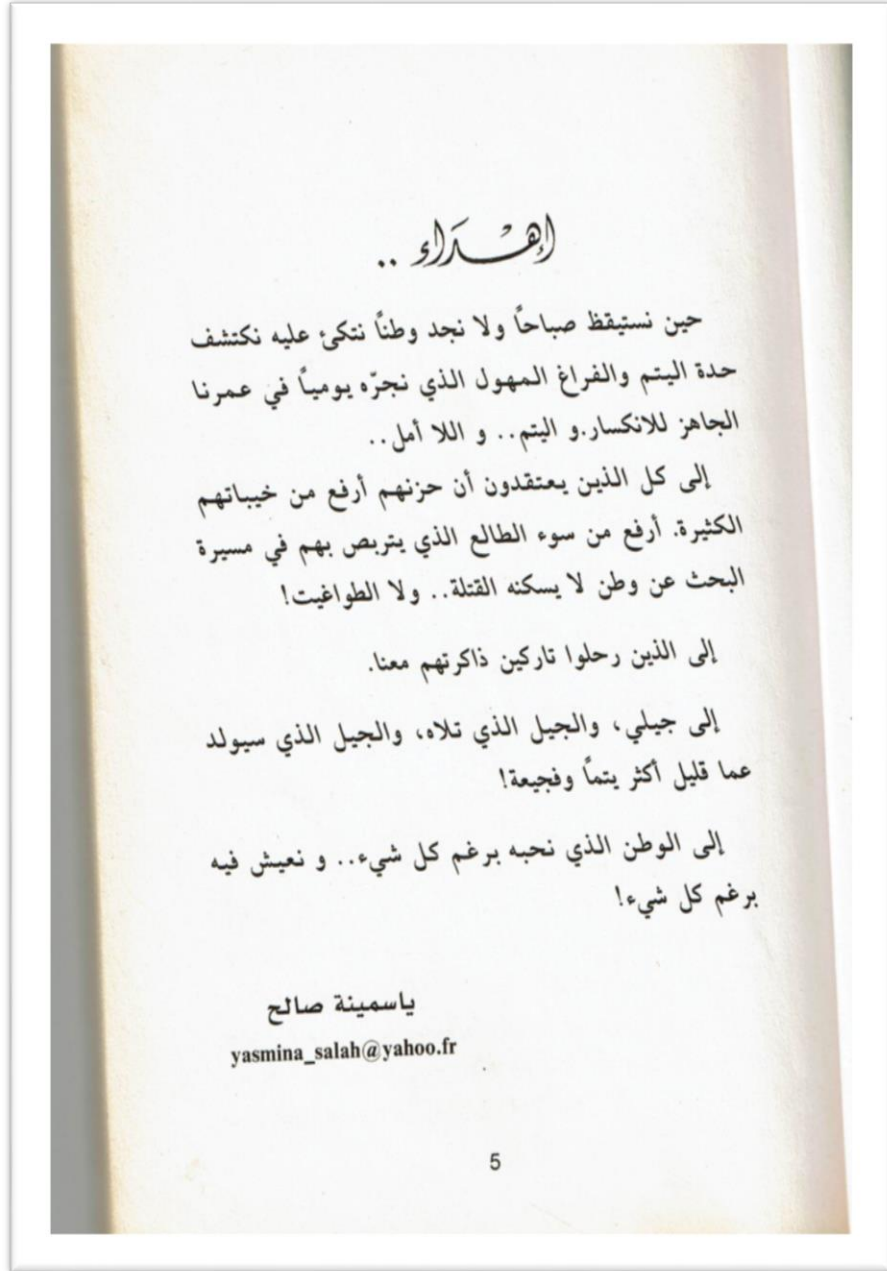 إهْدَاء ..
حين نستيقظ صباحاً ولا نجد وطناً نتكئ عليه نكتشف
حدة اليتم والفراغ المهول الذي نجرّه يومياً في عمرنا
الجاهز للانكسار.و اليتم.. و اللا أمل..
إلى كل الذين يعتقدون أن حزنهم أرفع من خيباتهم
الكثيرة. أرفع من سوء الطالع الذي يتربص بهم في مسيرة
البحث عن وطن لا يسكنه القتلة.. ولا الطواغيت!
إلى الذين رحلوا تاركين ذاكرتهم معنا.
إلى جيلي، والجيل الذي تلاه، والجيل الذي سيولد
عما قليل أكثر يتماً وفجيعة!
إلى الوطن الذي نحبه برغم كل شيء.. و نعيش فيه
برغم كل شيء!
ياسمينة صالح
yasmina_salah@yahoo.fr
5